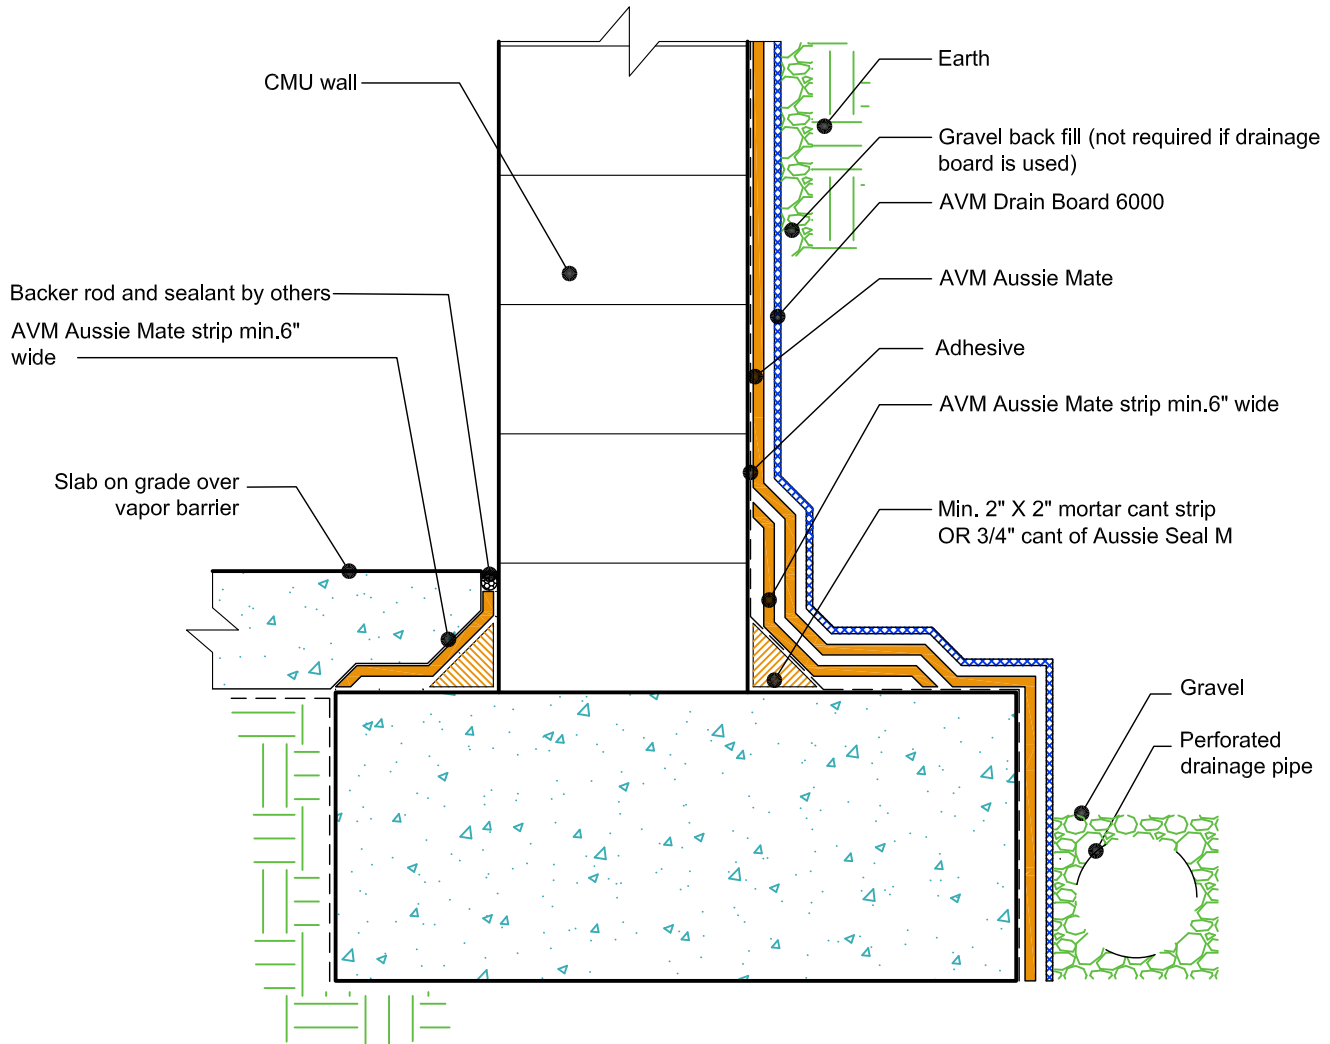 CMU wall
Backer rod and sealant by others
AVM Aussie Mate strip min.6"
wide
Slab on grade over
vapor barrier
Earth
Gravel back fill (not required if drainage
board is used)
AVM Drain Board 6000
AVM Aussie Mate
Adhesive
AVM Aussie Mate strip min.6" wide
Min. 2" X 2" mortar cant strip
OR 3/4" cant of Aussie Seal M
Gravel
Perforated
drainage pipe